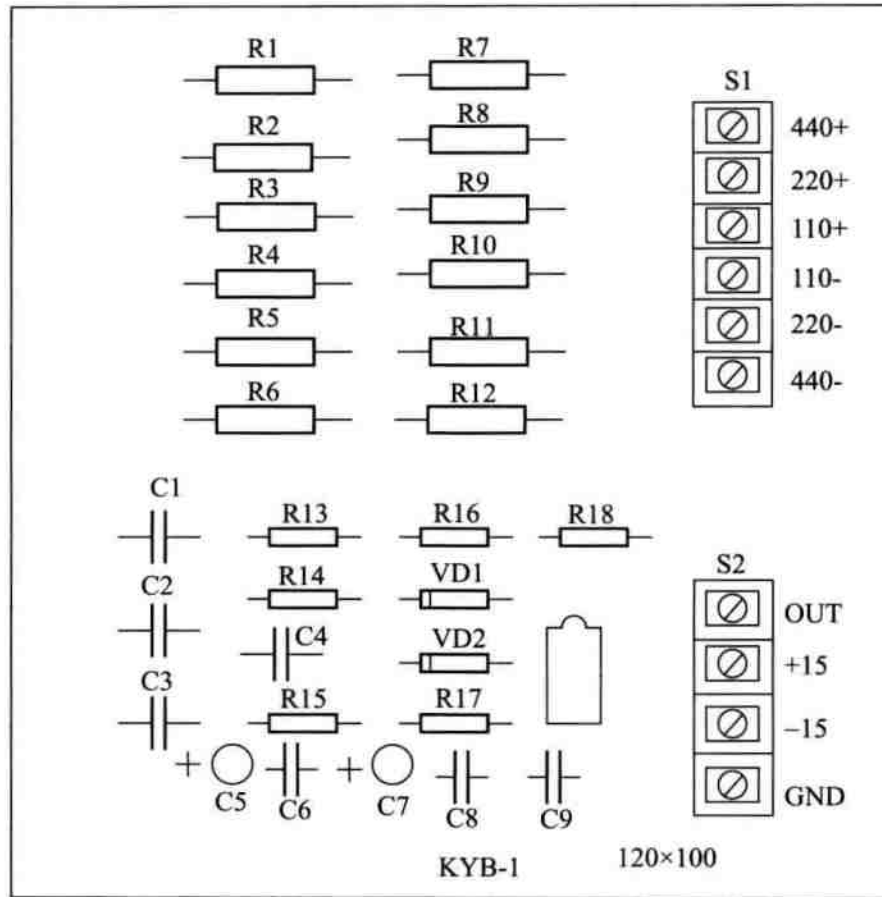 R1
R7
S1
R2
R8
440+
220+
R3
R9
110+
R4
R10
110-
R5
R11
220-
R6
R12
440-
C1
R13
R16
R18
C2
R14
VD1
S2
OUT
C4
VD2
+15
C3
R15
R17
–15
+
+
C5
C6
C7
C8
C9
GND
KYB-1
120×100